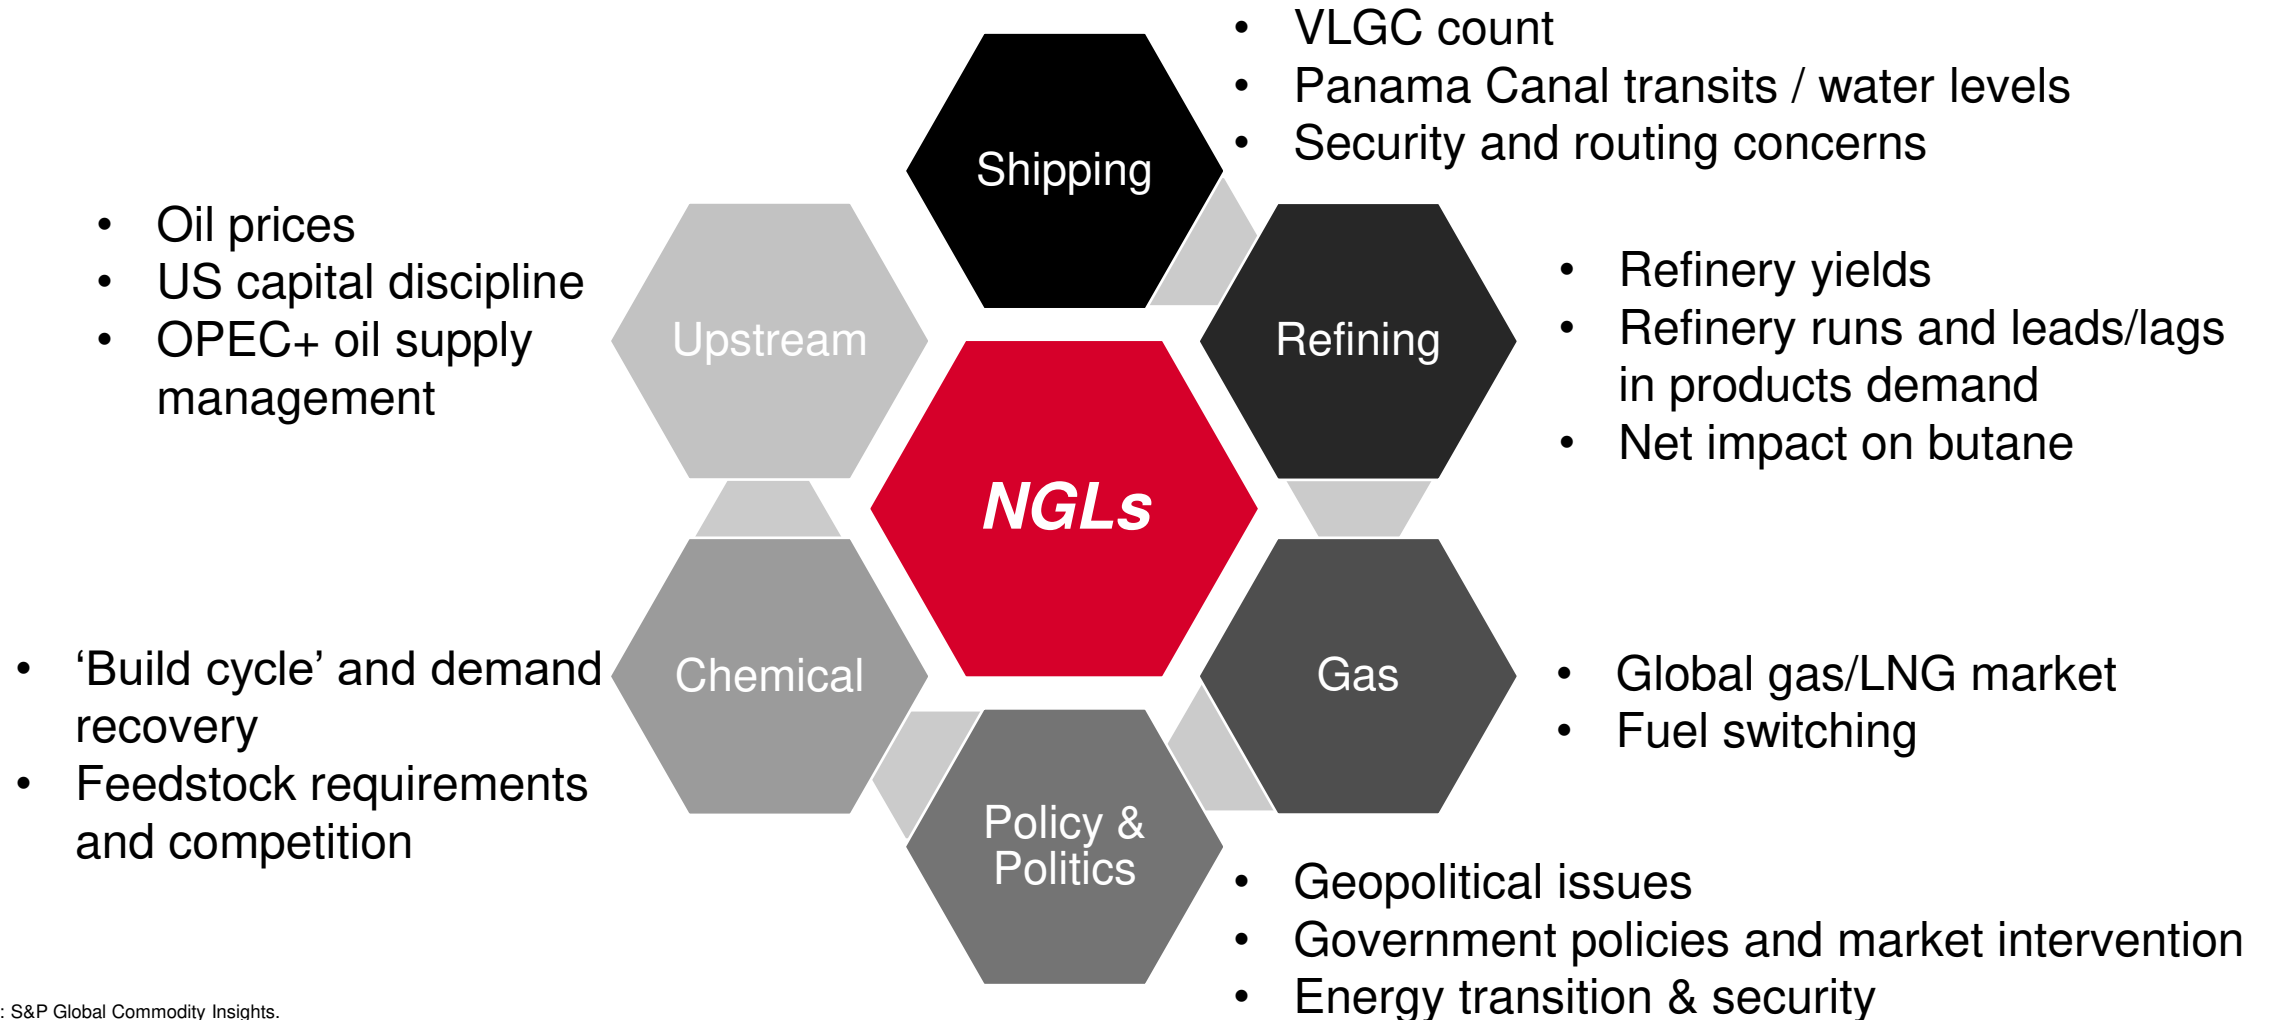 • VLGC count
• Panama Canal transits / water levels
• Security and routing concerns
Shipping
• Oil prices
• US capital discipline
• OPEC+ oil supply
management
Upstream
Refining
• Refinery yields
• Refinery runs and leads/lags
in products demand
• Net impact on butane
NGLs
• ‘Build cycle’ and demand
recovery
• Feedstock requirements
and competition
Chemical
Gas
• Global gas/LNG market
• Fuel switching
Policy &
Politics
• Geopolitical issues
• Government policies and market intervention
• Energy transition & security
: S&P Global Commodity Insights.